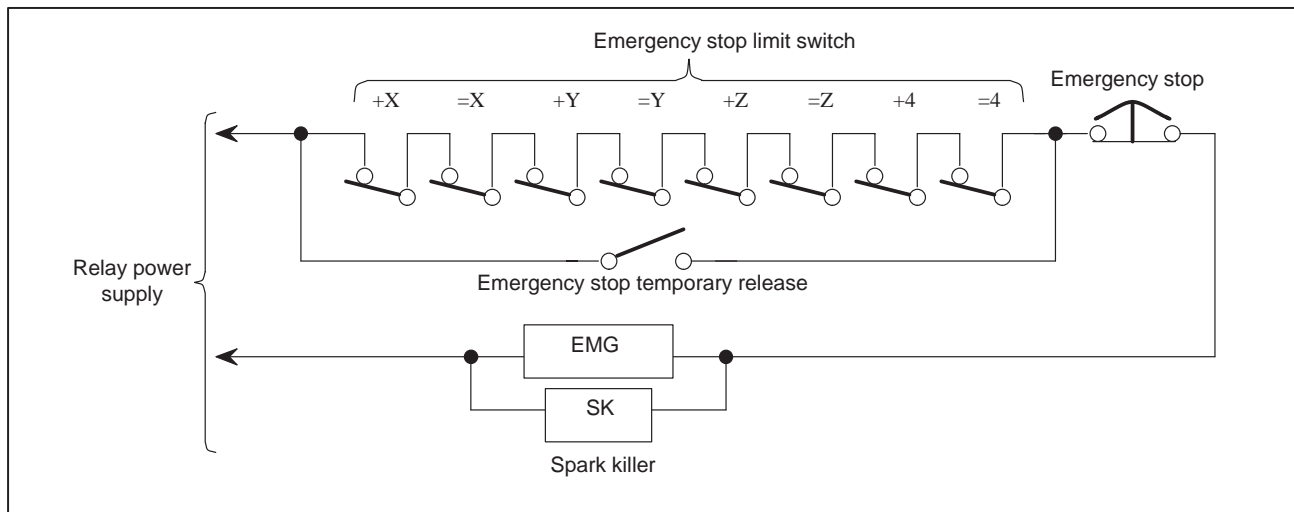 Emergency stop limit switch
Emergency stop
+X =X +Y =Y +Z =Z +4 =4
Relay power
supply
Emergency stop temporary release
EMG
SK
Spark killer